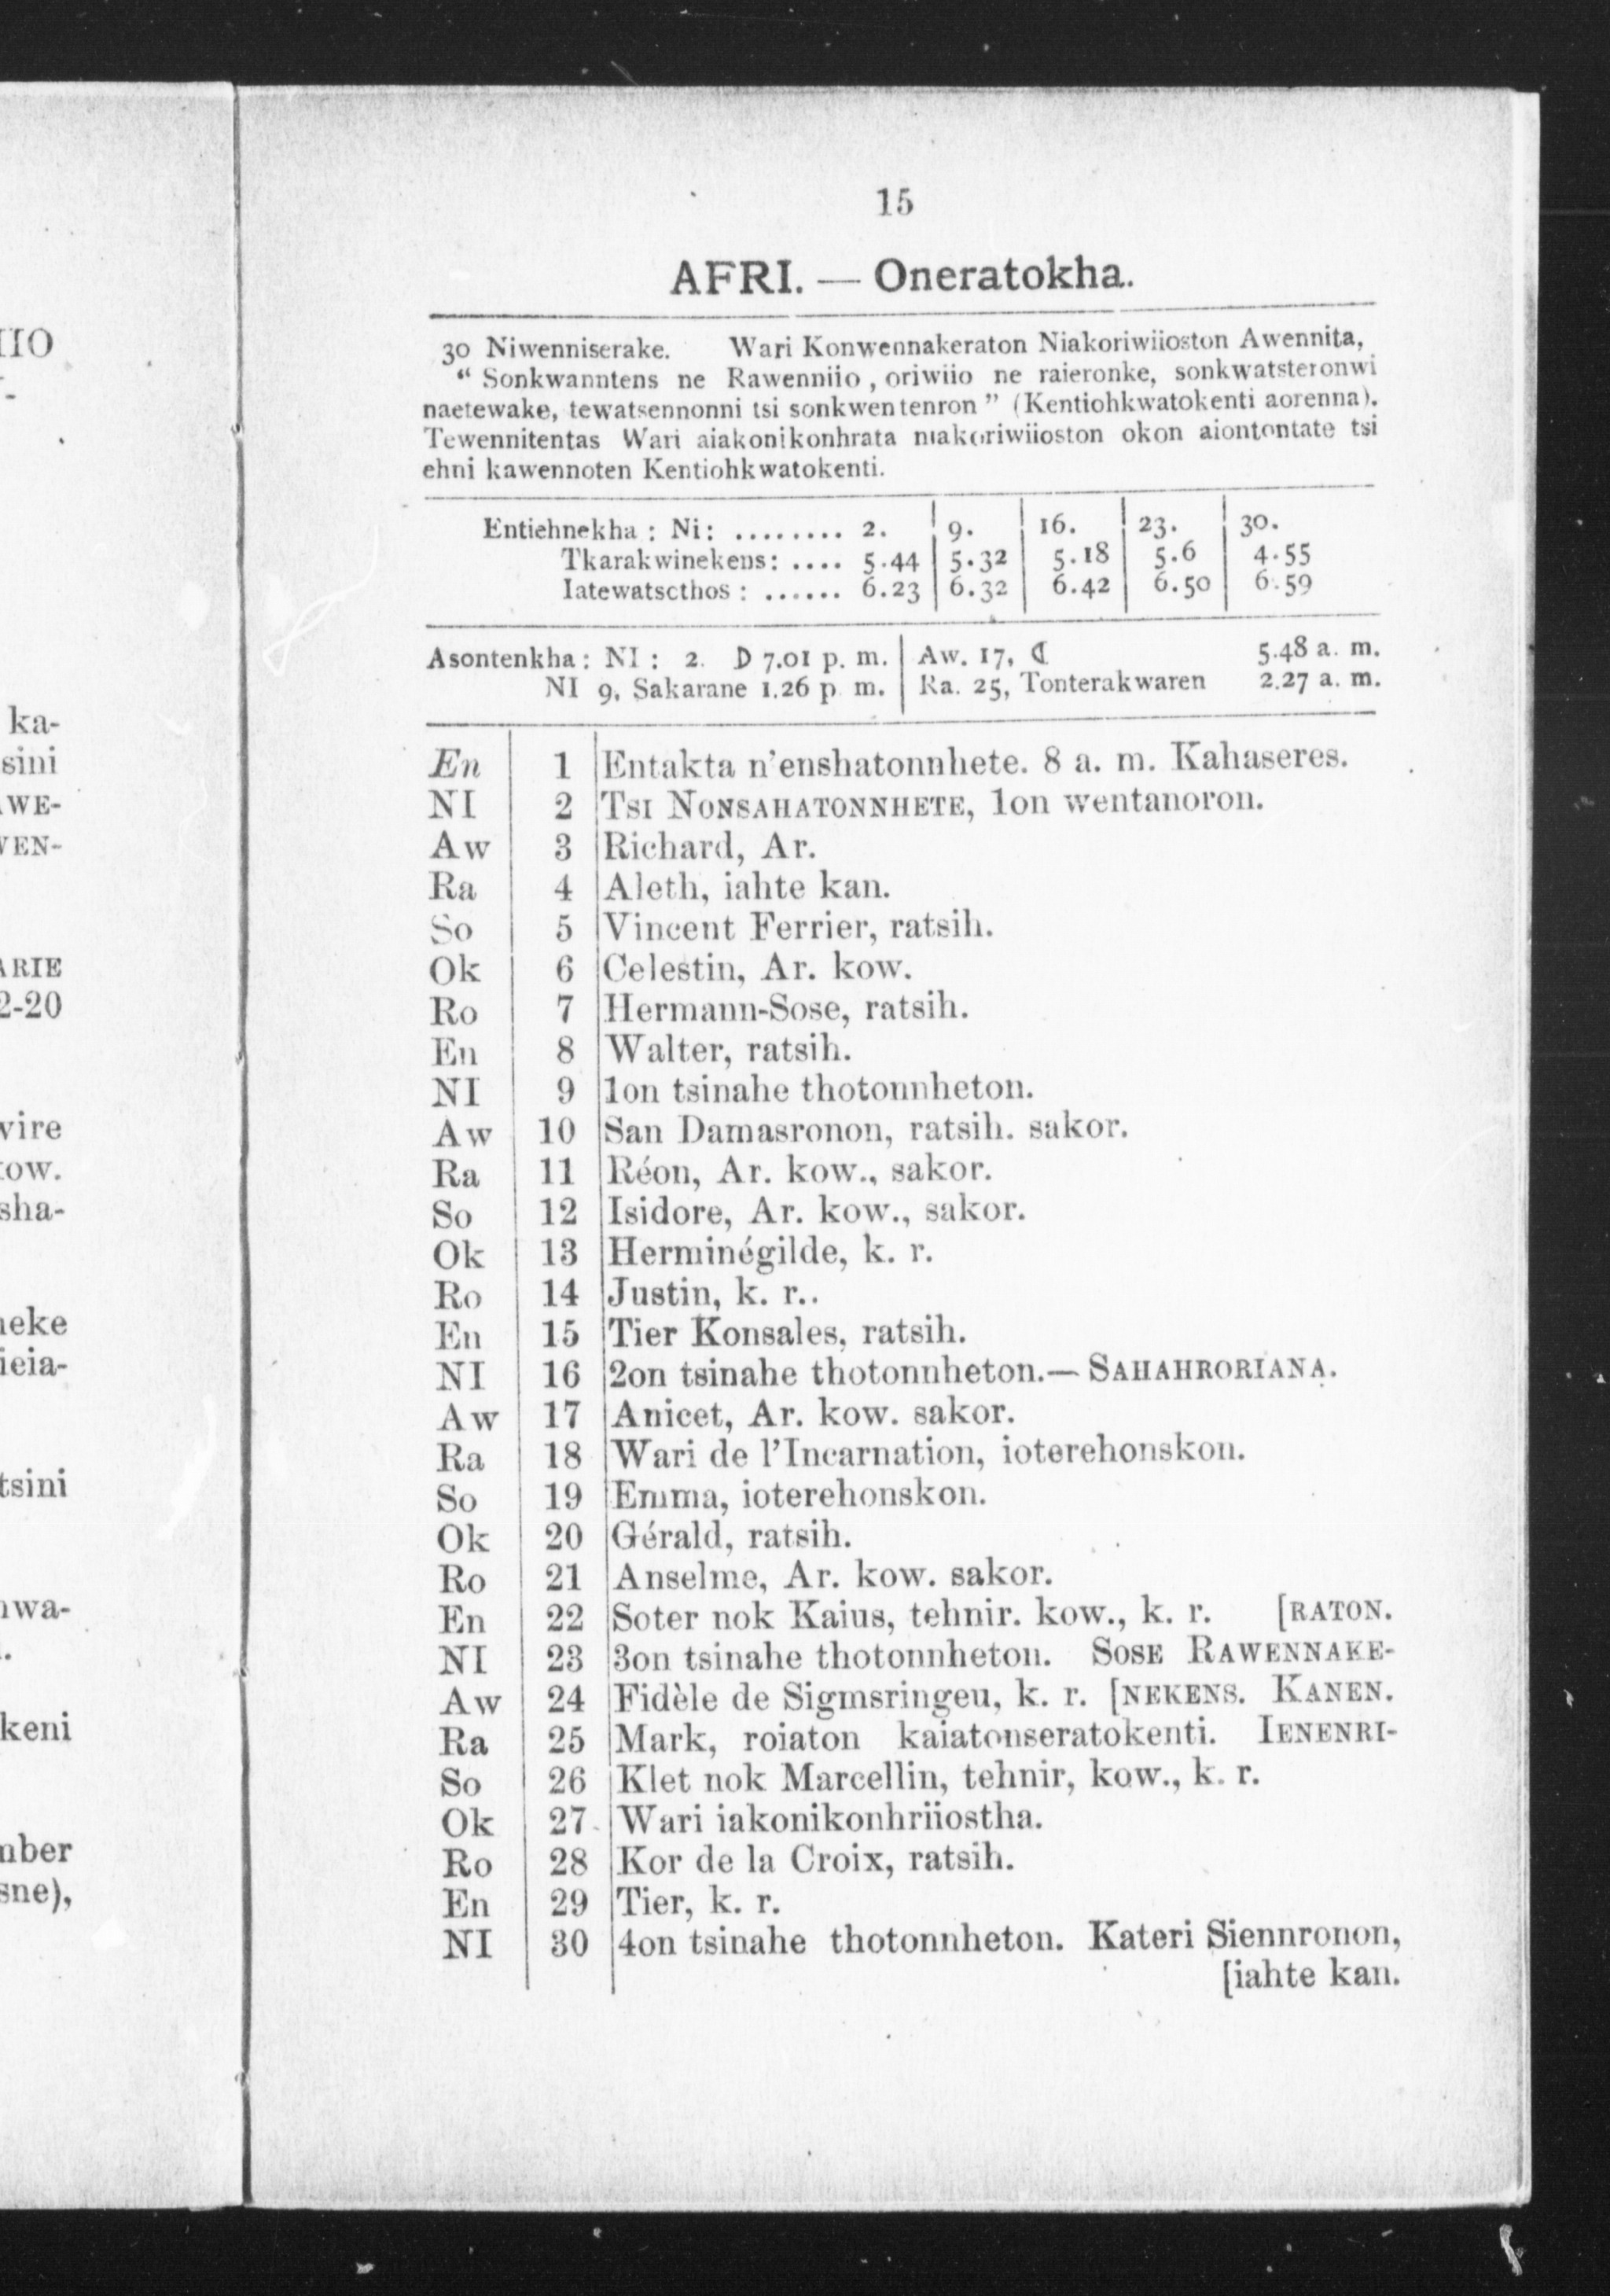 15
AFRI. — Oneratokha.
30 Niwenniserake. Wari Konwennakeraton Niakoriwiioston Awennita,
“ Sonkwanntens ne Rawenniio , oriwiio ne raieronke, sonkwatsteronwi
naetewake, tewatsennonni tsi sonkwentenron ” (Kentiohkwatokenti aorenna).
Tewennitentas Wari aiakonikonhrata niakoriwiioston okon aiontontate tsi
ehni kawennoten Kentiohkwatokenti.
Entiehnekha : Ni: ........ 2. 9. 16. 23. 30.
Tkarakwinekens: .... 5.44 5.32 5.18 5.6 4.55
Iatewatscthos : ...... 6.23 6.32 6.42 6.50 6.59
Asontenkha: NI : 2. D 7.01 p. m. Aw. 17, ☾ 5.48 a. m.
NI 9, Sakarane 1.26 p m. Ra. 25, Tonterakwaren 2.27 a. m.
En 1 Entakta n'enshatonnhete. 8 a. m. Kahaseres.
NI 2 TSI NONSAHATONNHETE, 1on wentanoron.
Aw 3 Richard, Ar.
Ra 4 Aleth, iahte kan.
So 5 Vincent Ferrier, ratsih.
Ok 6 Celestin, Ar. kow.
Ro 7 Hermann-Sose, ratsih.
En 8 Walter, ratsih.
NI 9 1on tsinahe thotonnheton.
Aw 10 San Damasronon, ratsih. sakor.
Ra 11 Réon, Ar. kow., sakor.
So 12 Isidore, Ar. kow., sakor.
Ok 13 Herminégilde, k. r.
Ro 14 Justin, k. r..
En 15 Tier Konsales, ratsih.
NI 16 2on tsinahe thotonnheton.— SAHAHRORIANA.
Aw 17 Anicet, Ar. kow. sakor.
Ra 18 Wari de l'Incarnation, ioterehonskon.
So 19 Emma, ioterehonskon.
Ok 20 Gérald, ratsih.
Ro 21 Anselme, Ar. kow. sakor.
En 22 Soter nok Kaius, tehnir. kow., k. r. [RATON.
NI 23 3on tsinahe thotonnheton. SOSE RAWENNAKE-
Aw 24 Fidèle de Sigmsringeu, k. r. [NEKENS. KANEN.
Ra 25 Mark, roiaton kaiatonseratokenti. IENENRI-
So 26 Klet nok Marcellin, tehnir, kow., k. r.
Ok 27 Wari iakonikonhriiostha.
Ro 28 Kor de la Croix, ratsih.
En 29 Tier, k. r.
NI 30 4on tsinahe thotonnheton. Kateri Siennronon,
[iahte kan.